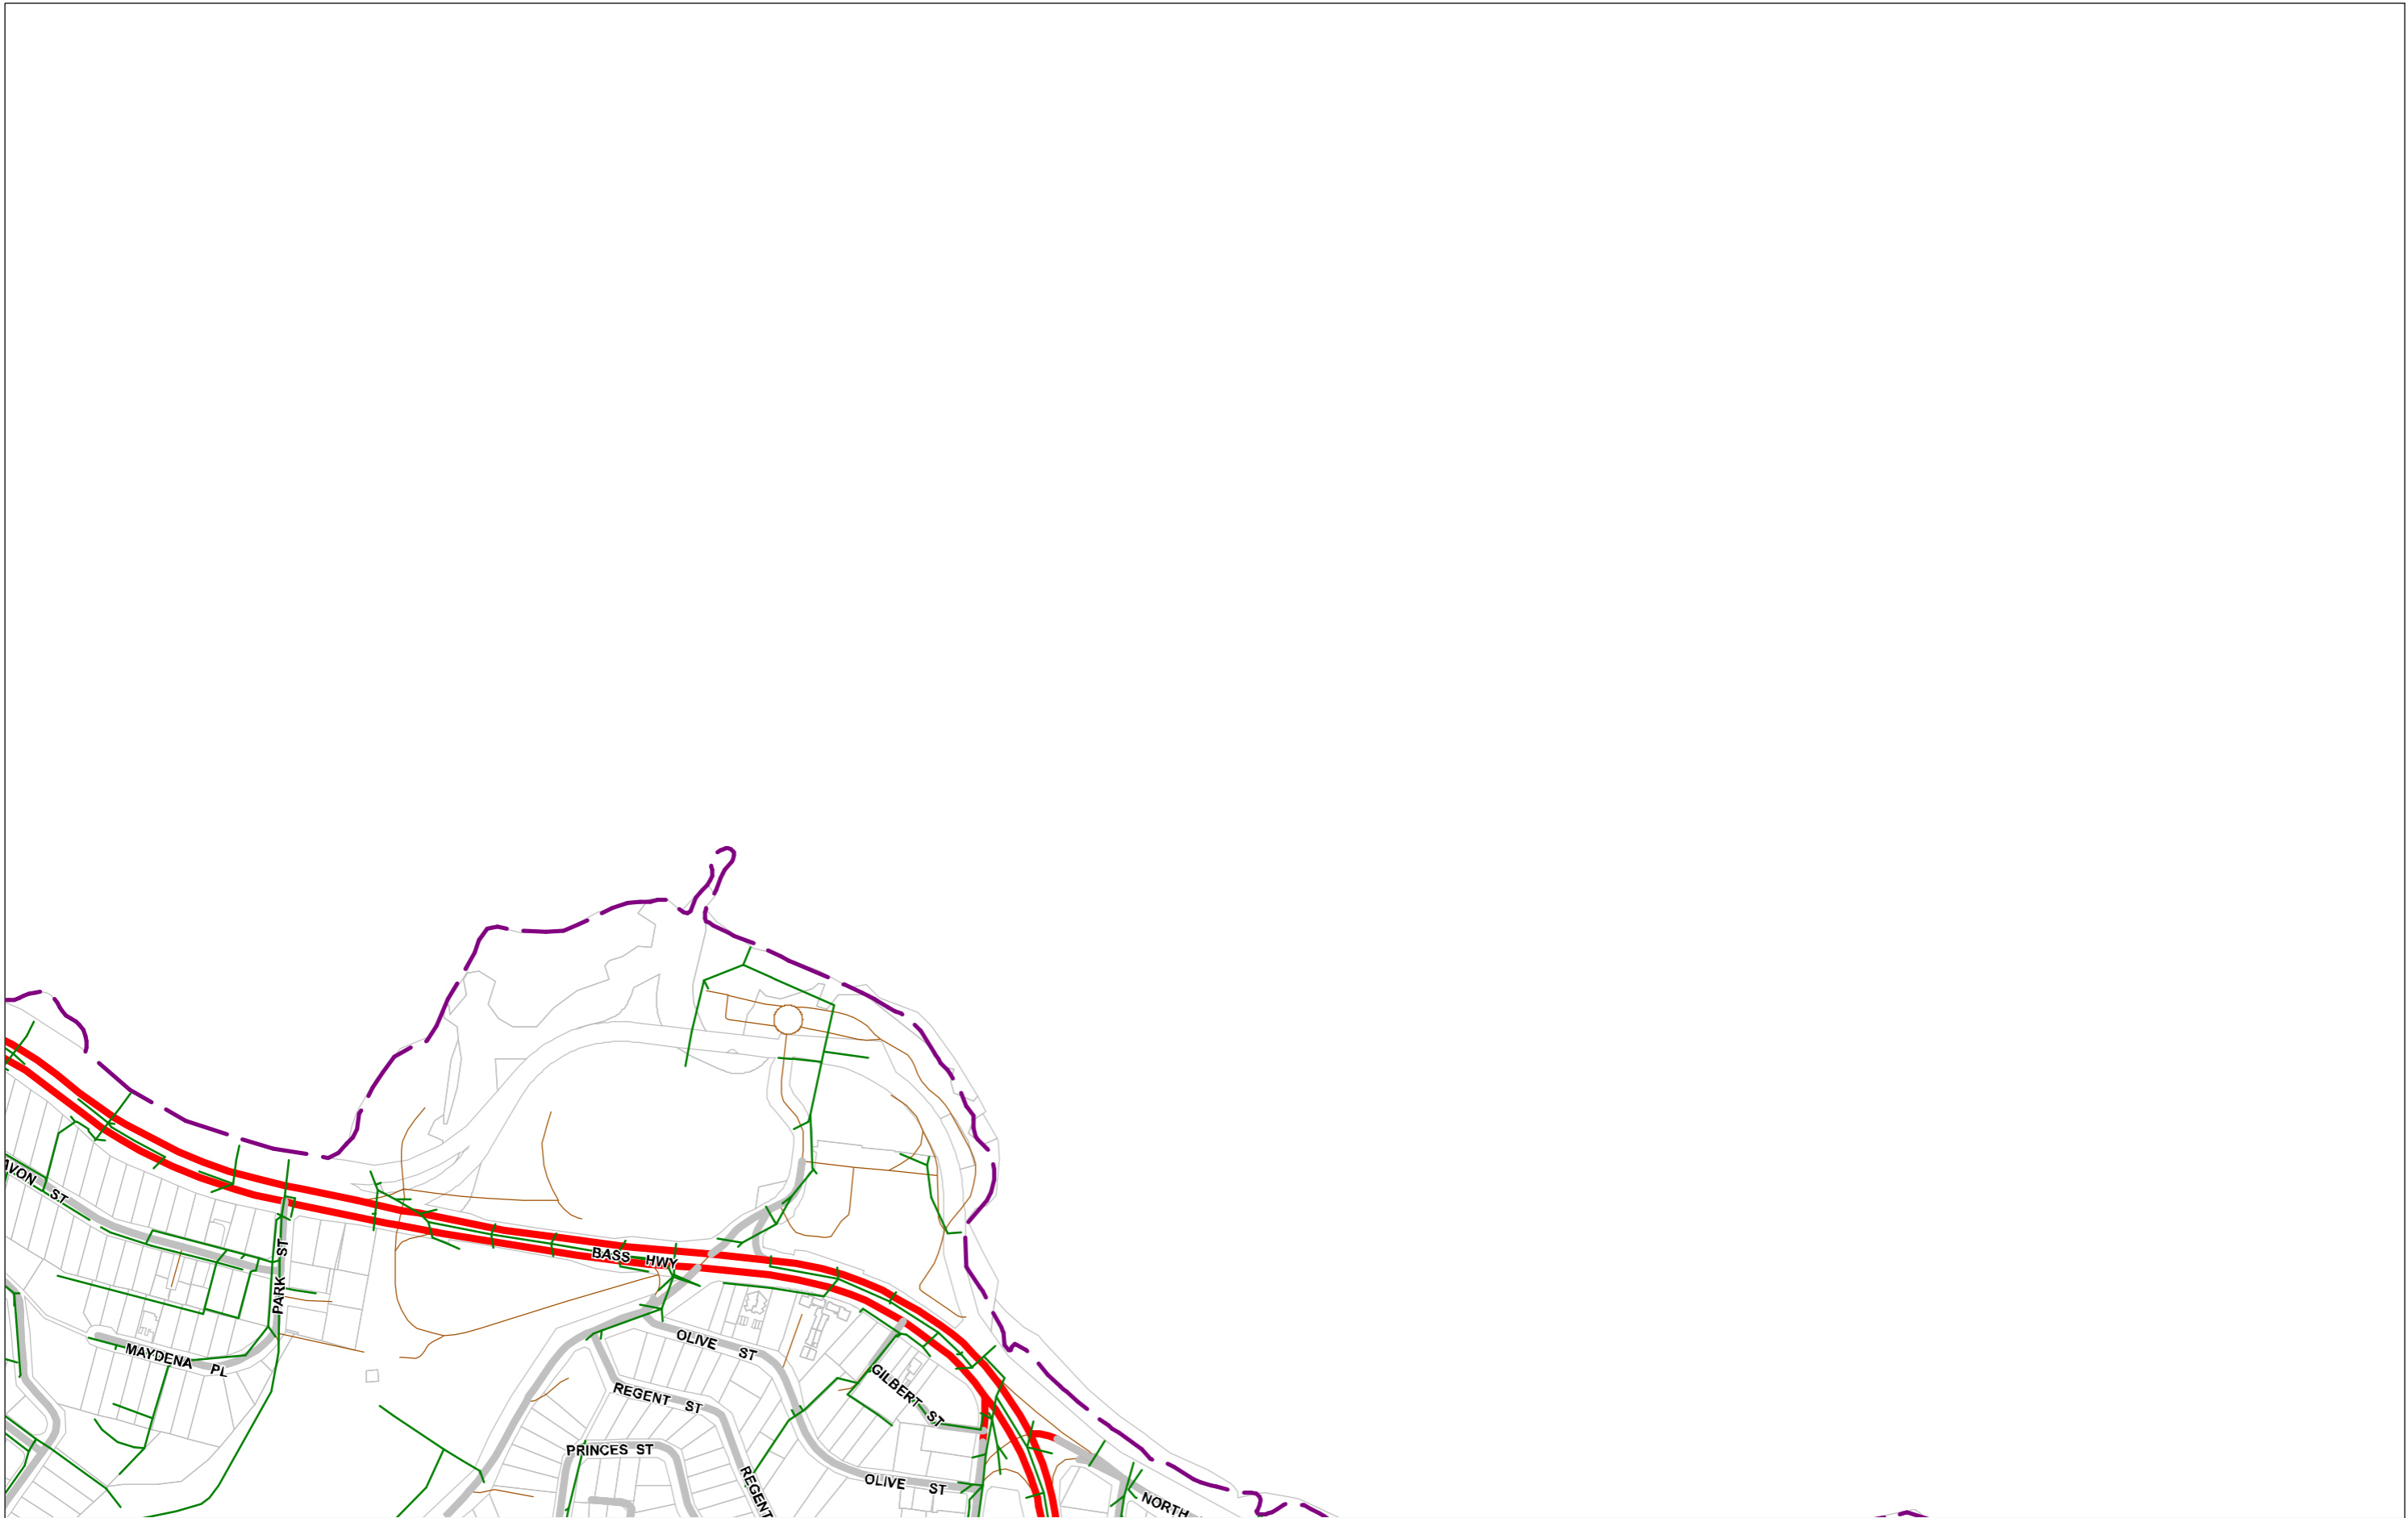 AVON ST
PARK ST
BASS HWY
MAYDENA PL
OLIVE ST
REGENT ST
GILBERT ST
PRINCES ST
REGENT
OLIVE ST
NORTH